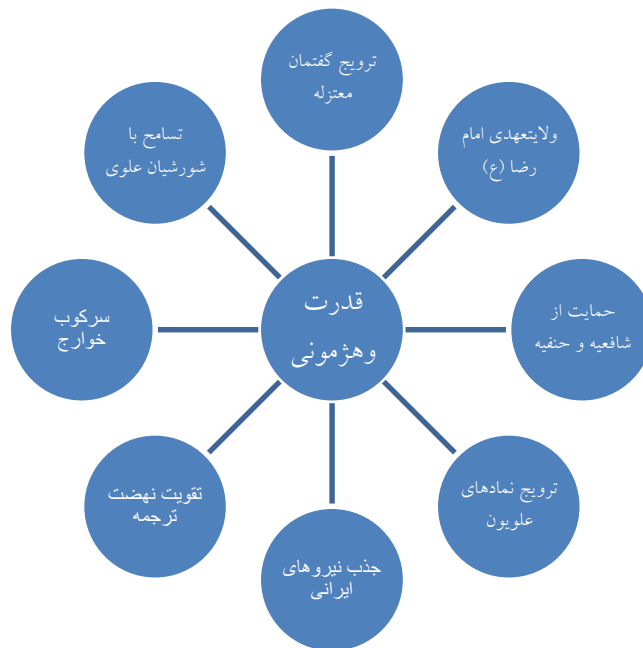 ترویج گفتمان
معتزله
ولایتعهدی امام
رضا (ع)
حمایت از
شافعیه و حنفیه
ترویج نمادهای
علویون
جذب نیروهای
ایرانی
تقویت نهضت
ترجمه
سرکوب
خوارج
تسامح با
شورشیان علوی
قدرت
وهژمونی